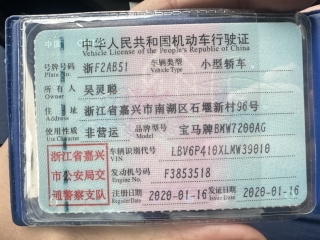 中华人民共和国机动车行驶证
Vehicle License of the People's Republic of China
号牌号码 浙F2AB51 车辆类型 小型轿车
Plate No. Vehicle Type
所有人 吴灵聪
Owner
住址 浙江省嘉兴市南湖区石堰新村96号
使用性质 非营运 品牌型号 宝马牌BMW7200AG
浙江省嘉兴市公安局交通警察支队
车辆识别代号 LBV6P410XLMW39010
VIN
发动机号码 F3853518
Engine No.
注册日期 2020-01-16 发证日期 2020-01-16
Register Date Issue Date